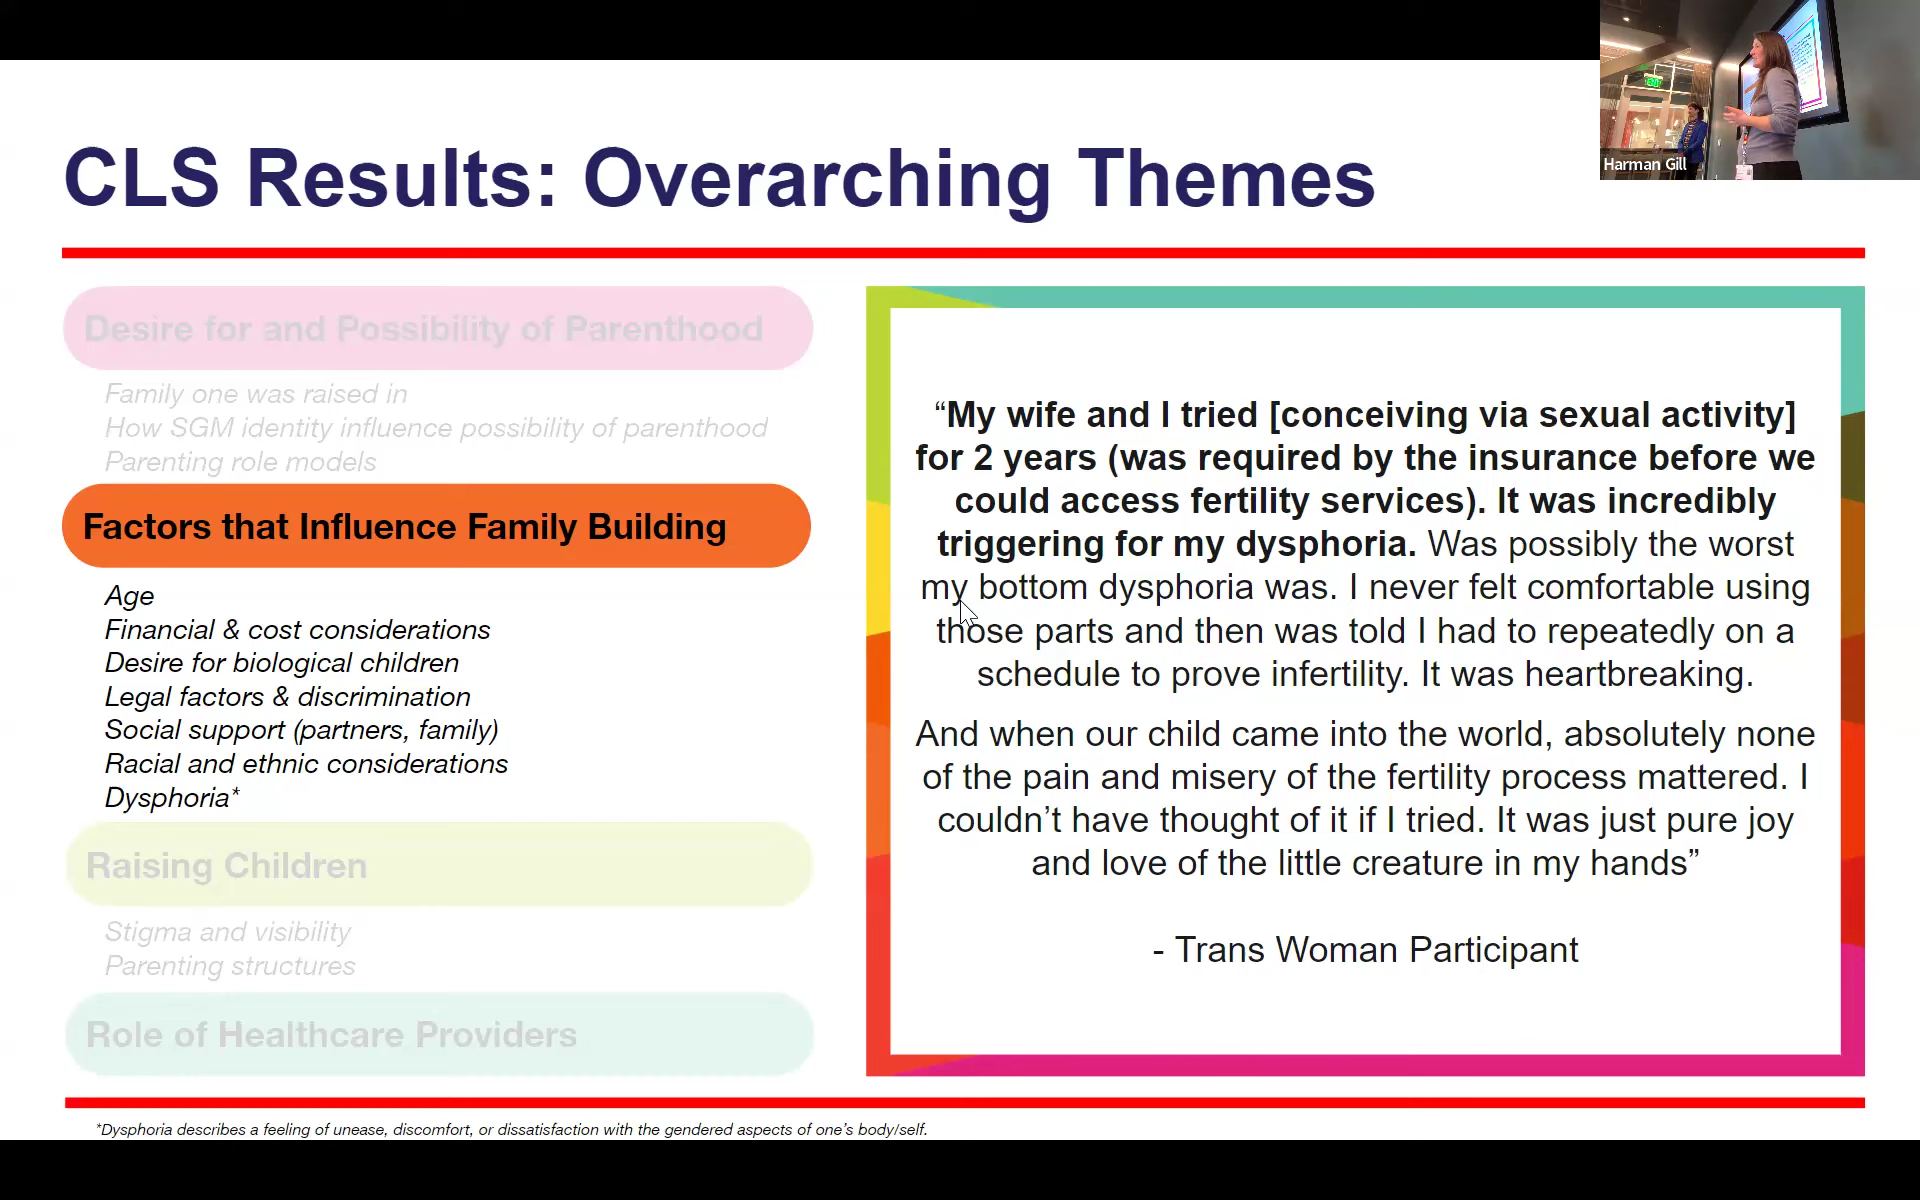 CLS Results: Overarching Themes
Harman Gill
Desire for and Possibility of Parenthood
Family one was raised in
How SGM identity influence possibility of parenthood
Parenting role models
Factors that Influence Family Building
Age
Financial & cost considerations
Desire for biological children
Legal factors & discrimination
Social support (partners, family)
Racial and ethnic considerations
Dysphoria*
Raising Children
Stigma and visibility
Parenting structures
Role of Healthcare Providers
“My wife and I tried [conceiving via sexual activity]
for 2 years (was required by the insurance before we
could access fertility services). It was incredibly
triggering for my dysphoria. Was possibly the worst
my bottom dysphoria was. I never felt comfortable using
those parts and then was told I had to repeatedly on a
schedule to prove infertility. It was heartbreaking.
And when our child came into the world, absolutely none
of the pain and misery of the fertility process mattered. I
couldn’t have thought of it if I tried. It was just pure joy
and love of the little creature in my hands”
- Trans Woman Participant
*Dysphoria describes a feeling of unease, discomfort, or dissatisfaction with the gendered aspects of one’s body/self.